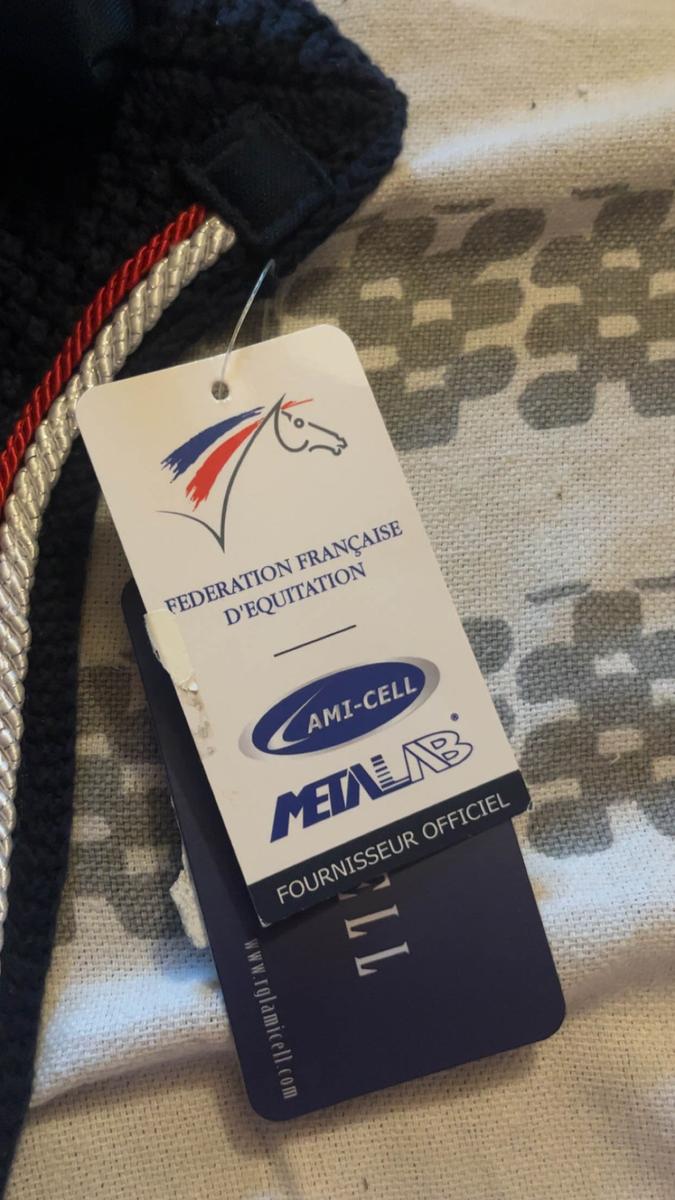 FEDERATION FRANÇAISE
D'EQUITATION
AMI-CELL
METALAB®
FOURNISSEUR OFFICIEL
www.rglamicell.com